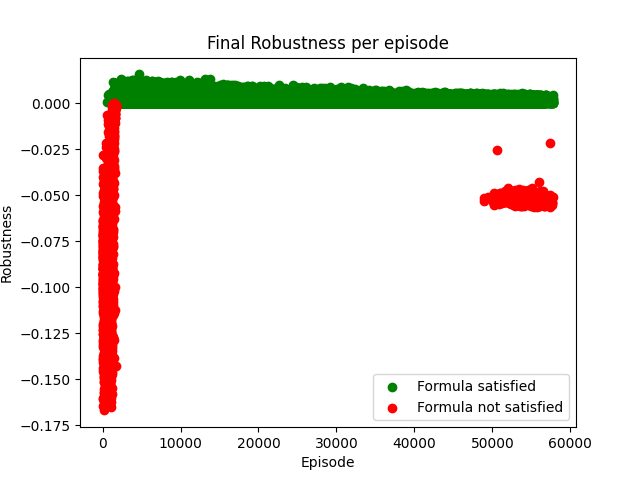 Final Robustness per episode
0.000
−0.025
−0.050
−0.075
−0.100
−0.125
−0.150
−0.175
Robustness
Formula satisfied
Formula not satisfied
0 10000 20000 30000 40000 50000 60000
Episode